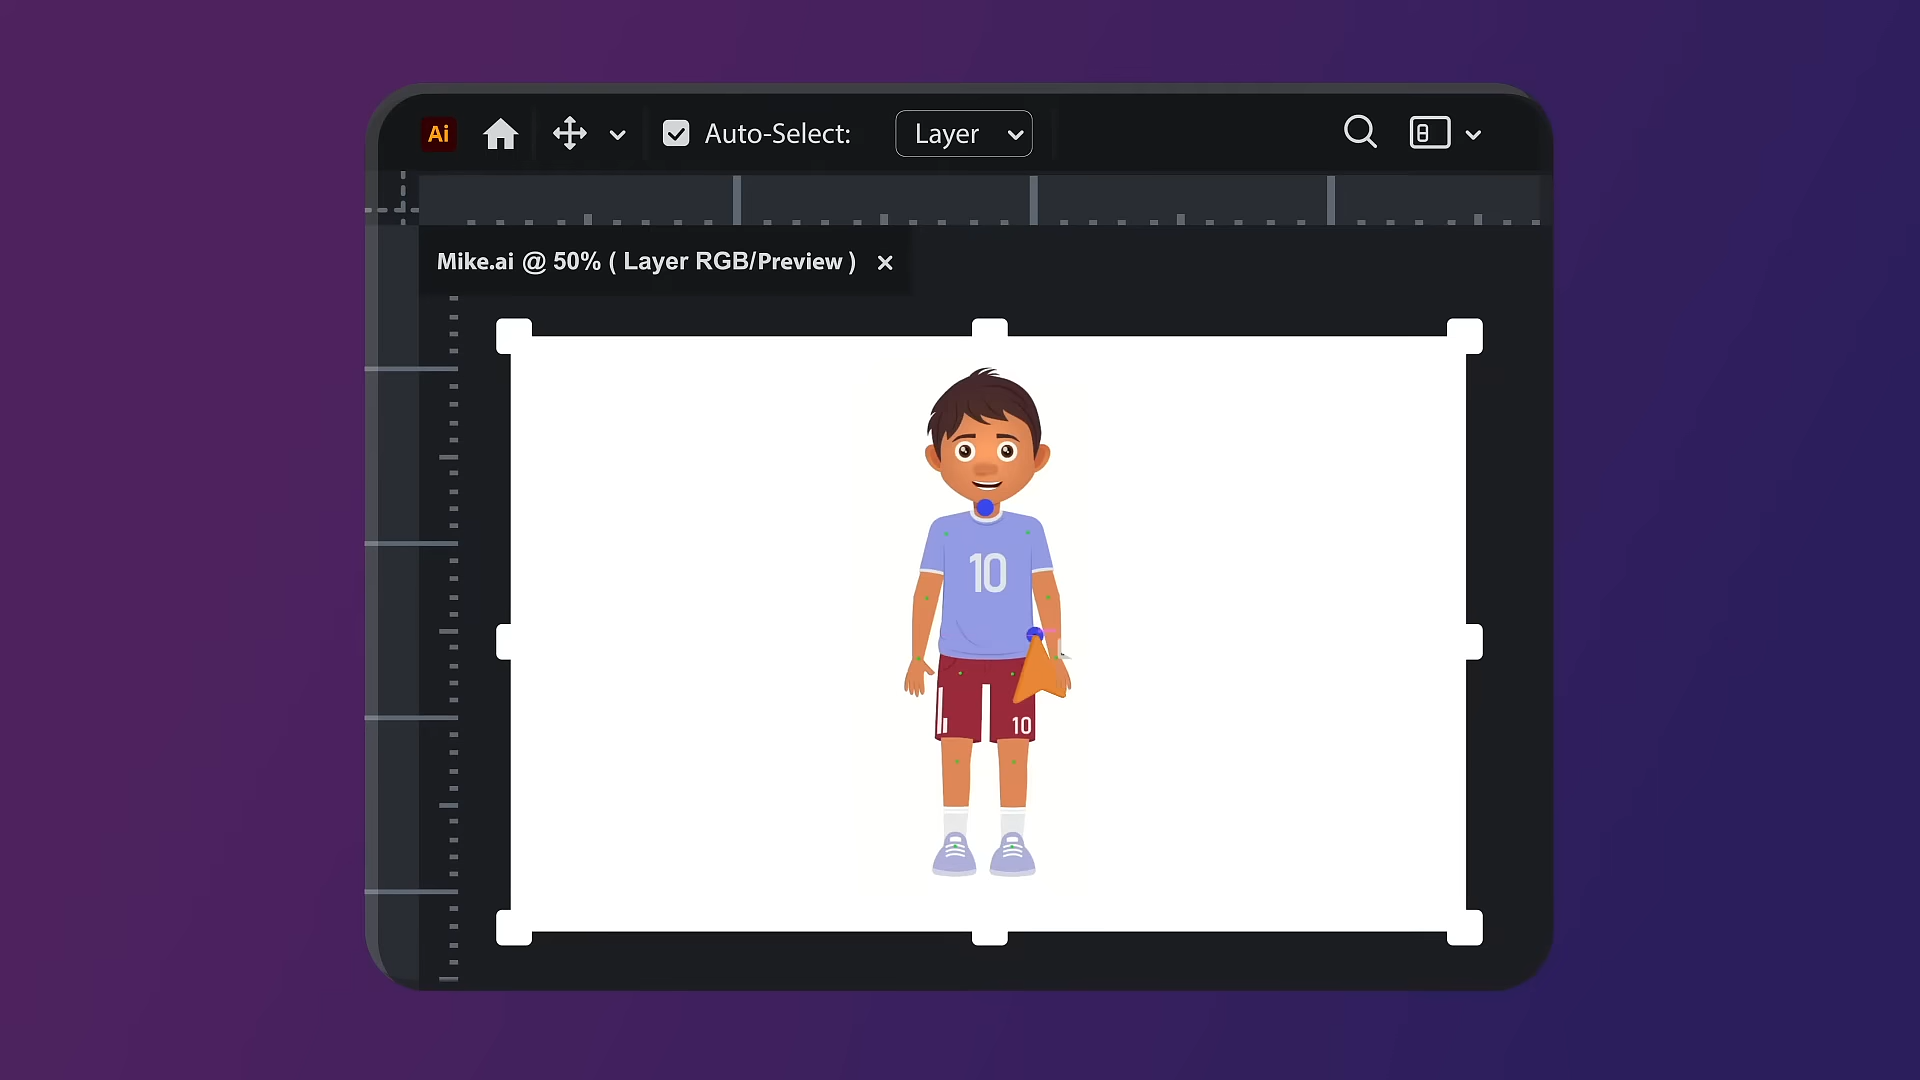 Ai
Auto-Select:
Layer
Mike.ai @ 50% ( Layer RGB/Preview )
10
10